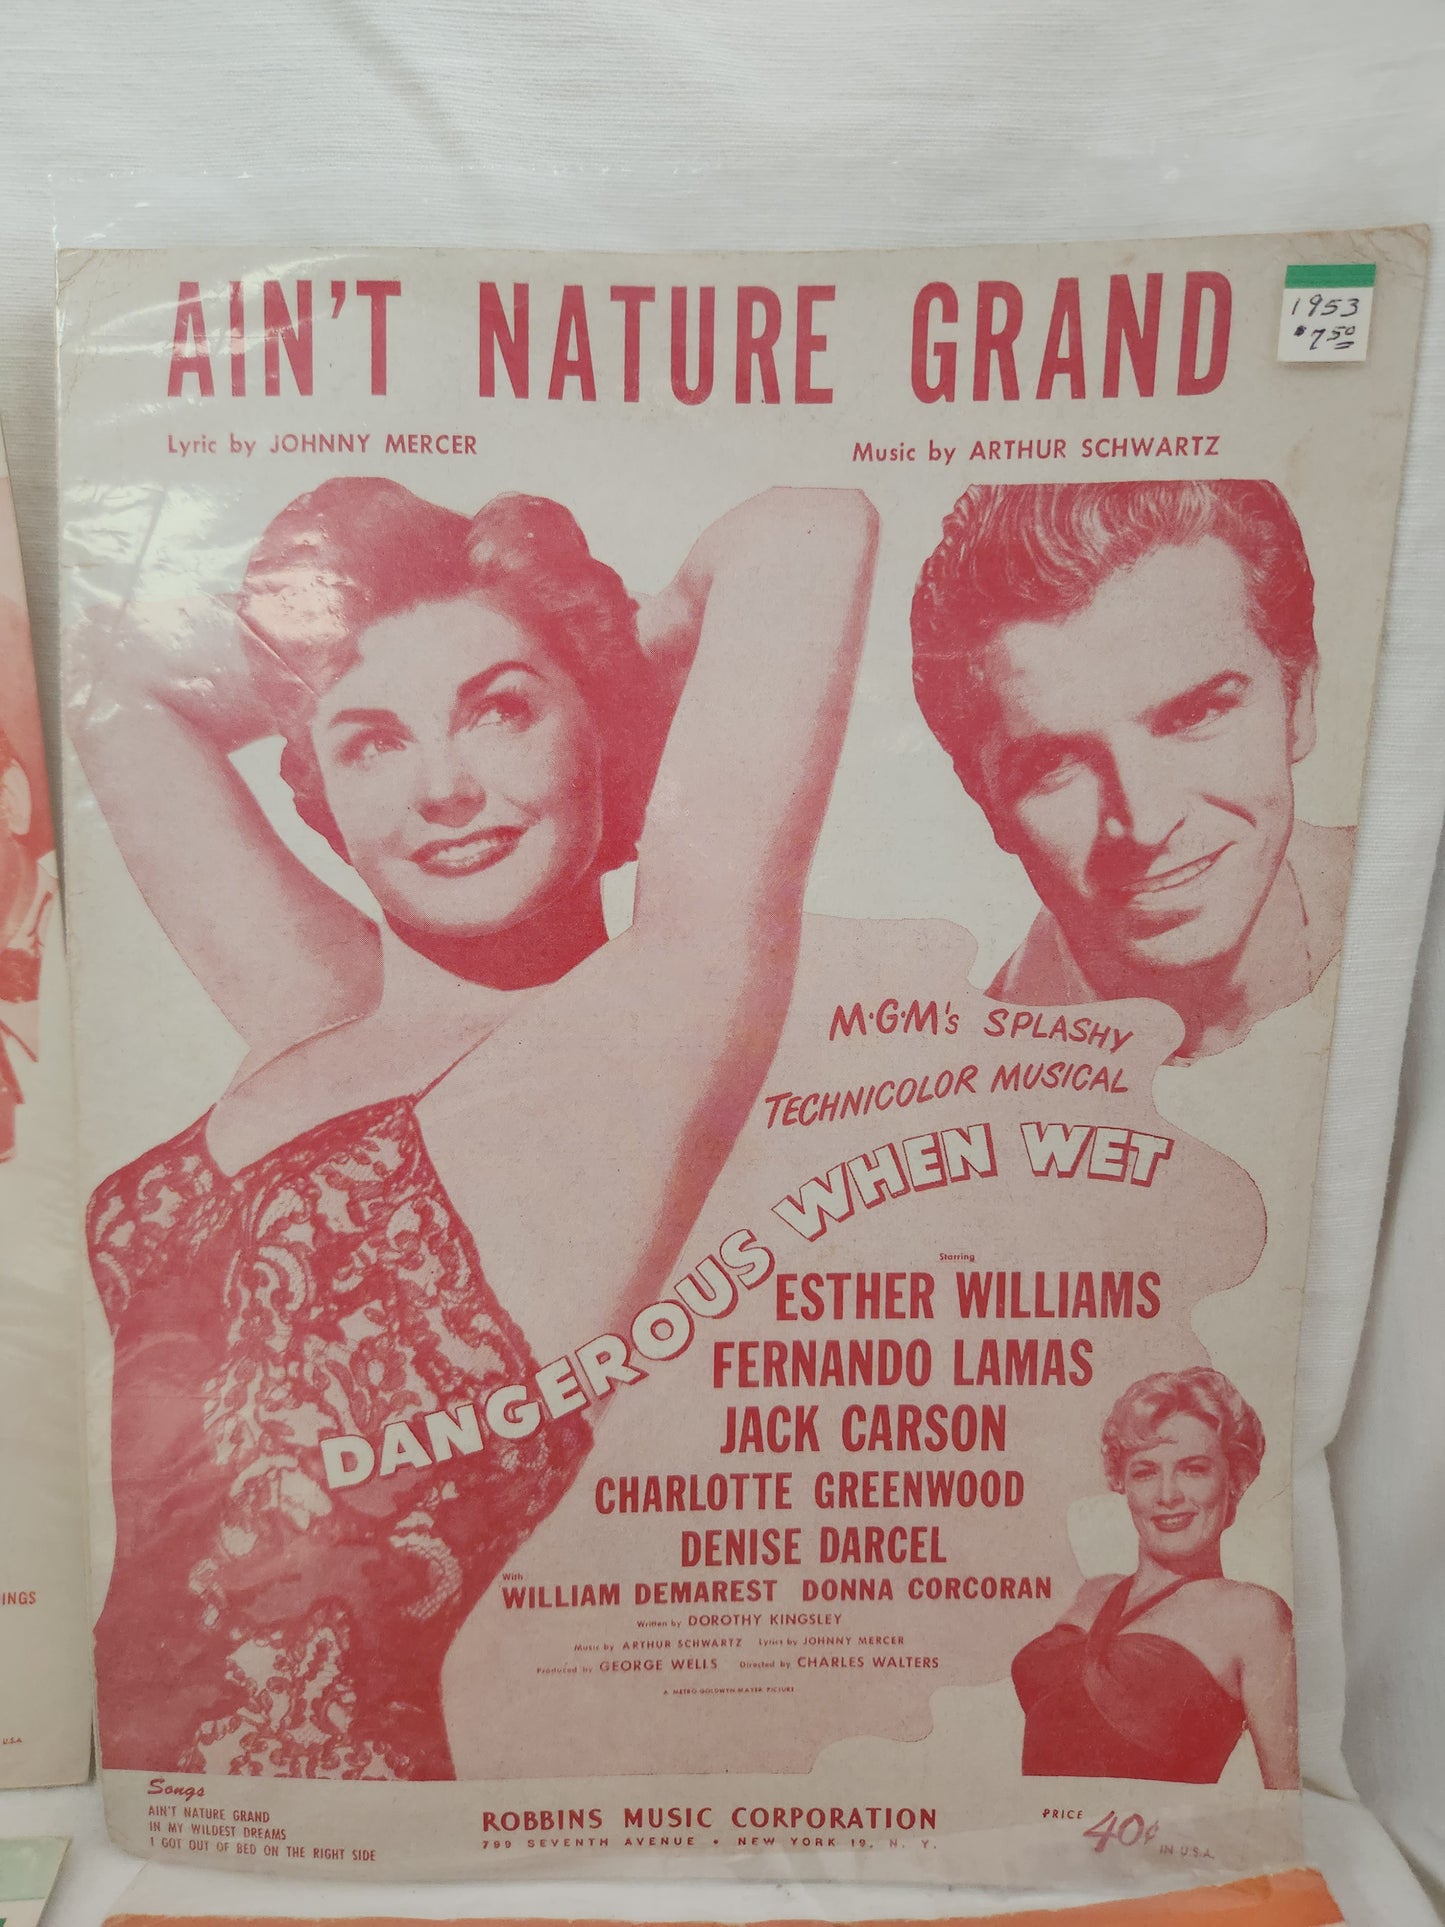 AIN'T NATURE GRAND
1953
$7.50
Lyric by JOHNNY MERCER
Music by ARTHUR SCHWARTZ
M·G·M's SPLASHY
TECHNICOLOR MUSICAL
DANGEROUS WHEN WET
Starring
ESTHER WILLIAMS
FERNANDO LAMAS
JACK CARSON
CHARLOTTE GREENWOOD
DENISE DARCEL
With
WILLIAM DEMAREST DONNA CORCORAN
Written by DOROTHY KINGSLEY
Music by ARTHUR SCHWARTZ Lyrics by JOHNNY MERCER
Produced by GEORGE WELLS Directed by CHARLES WALTERS
A METRO-GOLDWYN-MAYER PICTURE
Songs
AIN'T NATURE GRAND
IN MY WILDEST DREAMS
I GOT OUT OF BED ON THE RIGHT SIDE
ROBBINS MUSIC CORPORATION
799 SEVENTH AVENUE • NEW YORK 19, N. Y.
PRICE 40¢ IN U.S.A.
INGS
U.S.A.